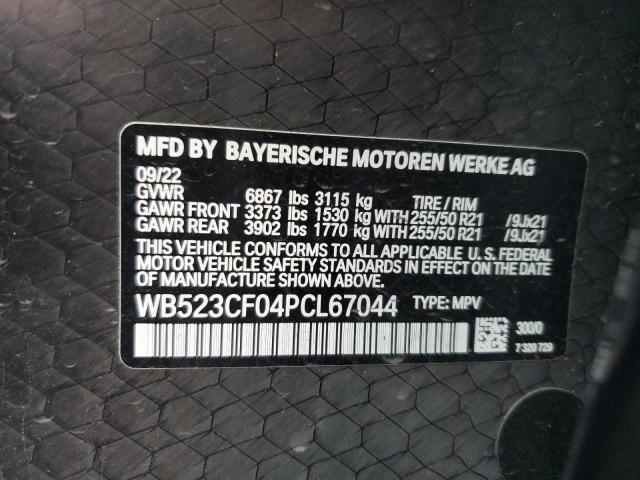 MFD BY BAYERISCHE MOTOREN WERKE AG
09/22
GVWR 6867 lbs 3115 kg TIRE / RIM
GAWR FRONT 3373 lbs 1530 kg WITH 255/50 R21 /9Jx21
GAWR REAR 3902 lbs 1770 kg WITH 255/50 R21 /9Jx21
THIS VEHICLE CONFORMS TO ALL APPLICABLE U. S. FEDERAL
MOTOR VEHICLE SAFETY STANDARDS IN EFFECT ON THE DATE
OF MANUFACTURE SHOWN ABOVE.
WB523CF04PCL67044 TYPE: MPV
300/0
7 320 729